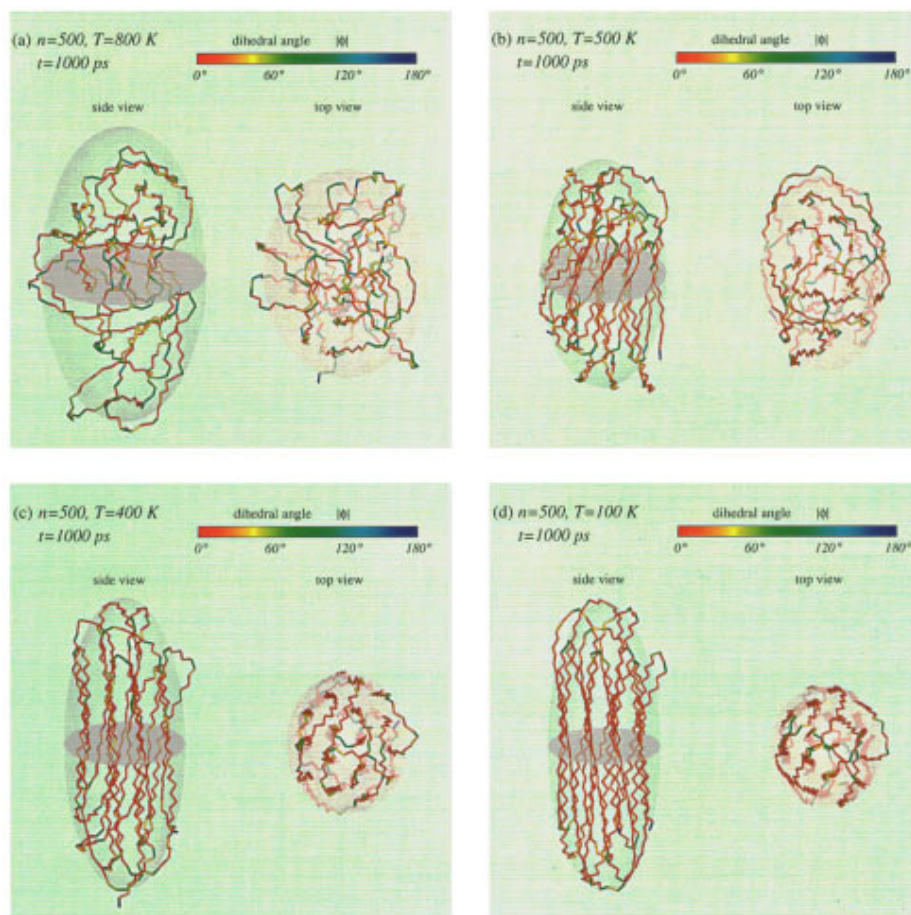 (a) n=500, T=800 K
dihedral angle |ϕ|
t=1000 ps
0° 60° 120° 180°
side view top view
(b) n=500, T=500 K
dihedral angle |ϕ|
t=1000 ps
0° 60° 120° 180°
side view top view
(c) n=500, T=400 K
dihedral angle |ϕ|
t=1000 ps
0° 60° 120° 180°
side view top view
(d) n=500, T=100 K
dihedral angle |ϕ|
t=1000 ps
0° 60° 120° 180°
side view top view